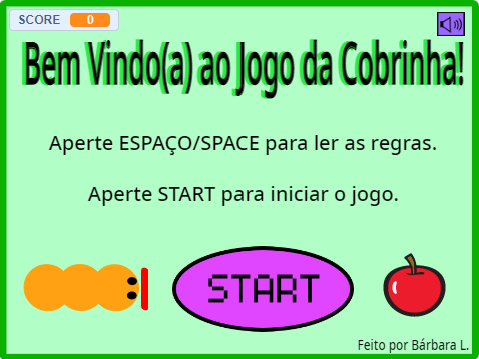 SCORE 0
Bem Vindo(a) ao Jogo da Cobrinha!
Aperte ESPAÇO/SPACE para ler as regras.
Aperte START para iniciar o jogo.
START
Feito por Bárbara L.